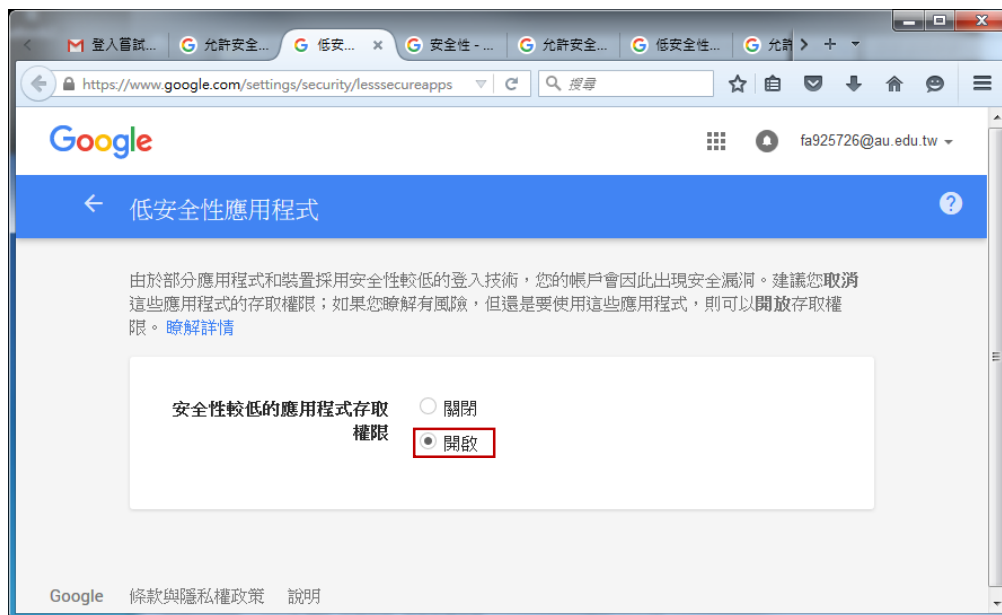 登入嘗試...
允許安全...
低安...
安全性 - ...
允許安全...
低安全性...
允許
https://www.google.com/settings/security/lesssecureapps
搜尋
Google
fa925726@au.edu.tw
低安全性應用程式
由於部分應用程式和裝置採用安全性較低的登入技術，您的帳戶會因此出現安全漏洞。建議您取消
這些應用程式的存取權限；如果您瞭解有風險，但還是要使用這些應用程式，則可以開放存取權
限。瞭解詳情
安全性較低的應用程式存取
權限
關閉
開啟
Google 條款與隱私權政策 說明